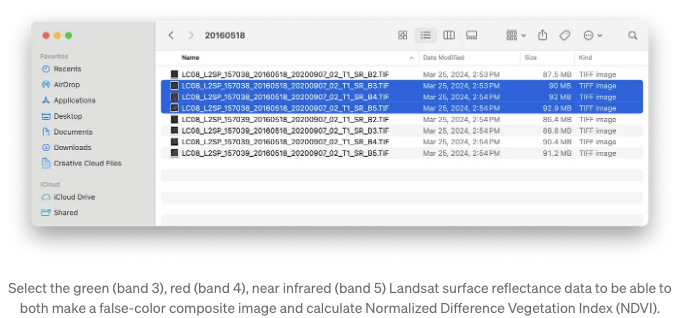 20160518
Name Date Modified Size Kind
Favorites
Recents
AirDrop
Applications
Desktop
Documents
Downloads
Creative Cloud Files
iCloud
iCloud Drive
Shared
LC08_L2SP_157038_20160518_20200907_02_T1_SR_B2.TIF Mar 25, 2024, 2:53 PM 87.5 MB TIFF image
LC08_L2SP_157038_20160518_20200907_02_T1_SR_B3.TIF Mar 25, 2024, 2:53 PM 90 MB TIFF image
LC08_L2SP_157038_20160518_20200907_02_T1_SR_B4.TIF Mar 25, 2024, 2:54 PM 92 MB TIFF image
LC08_L2SP_157038_20160518_20200907_02_T1_SR_B5.TIF Mar 25, 2024, 2:54 PM 92.9 MB TIFF image
LC08_L2SP_157039_20160518_20200907_02_T1_SR_B2.TIF Mar 25, 2024, 2:54 PM 86.4 MB TIFF image
LC08_L2SP_157039_20160518_20200907_02_T1_SR_B3.TIF Mar 25, 2024, 2:54 PM 88.8 MB TIFF image
LC08_L2SP_157039_20160518_20200907_02_T1_SR_B4.TIF Mar 25, 2024, 2:54 PM 90.4 MB TIFF image
LC08_L2SP_157039_20160518_20200907_02_T1_SR_B5.TIF Mar 25, 2024, 2:54 PM 91.2 MB TIFF image
Select the green (band 3), red (band 4), near infrared (band 5) Landsat surface reflectance data to be able to
both make a false-color composite image and calculate Normalized Difference Vegetation Index (NDVI).